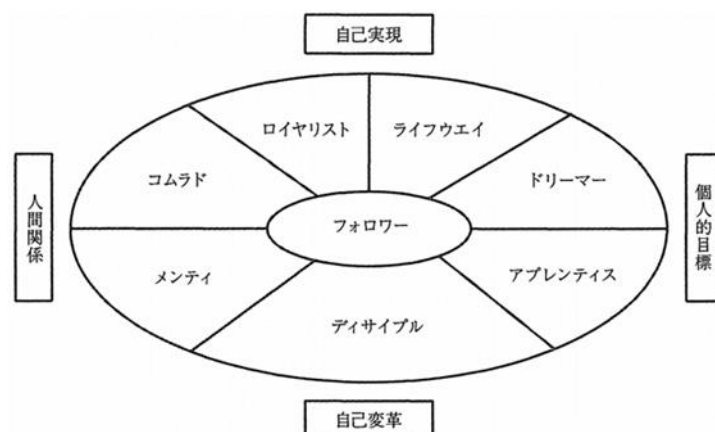 自己実現
ロイヤリスト
ライフウエイ
コムラド
ドリーマー
人間関係
フォロワー
個人的目標
メンティ
アプレンティス
ディサイプル
自己変革